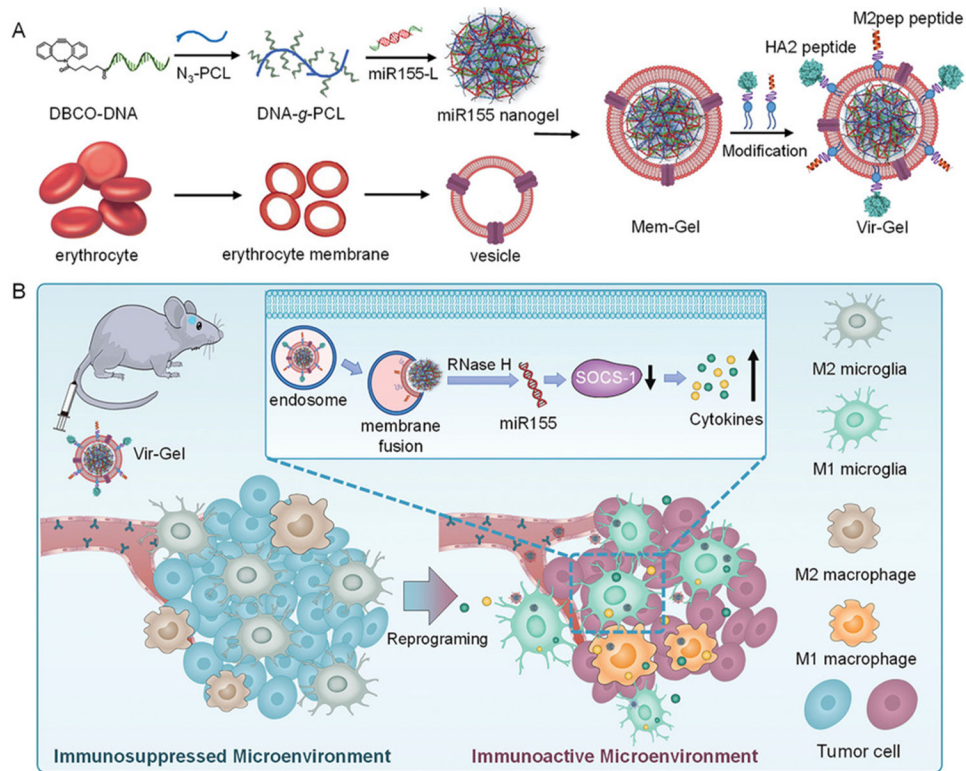 A
DBCO-DNA
N₃-PCL
DNA-g-PCL
miR155-L
miR155 nanogel
erythrocyte
erythrocyte membrane
vesicle
Mem-Gel
Modification
HA2 peptide
M2pep peptide
Vir-Gel
B
Vir-Gel
endosome
membrane
fusion
RNase H
miR155
SOCS-1
Cytokines
Reprograming
Immunosuppressed Microenvironment
Immunoactive Microenvironment
M2 microglia
M1 microglia
M2 macrophage
M1 macrophage
Tumor cell